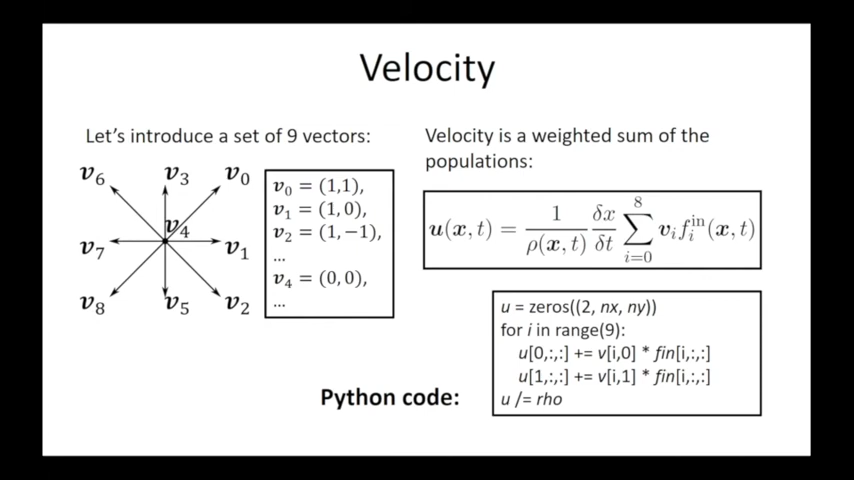 Velocity
Let's introduce a set of 9 vectors:
v₆ v₃ v₀
v₄
v₇ v₁
v₈ v₅ v₂
v₀ = (1,1),
v₁ = (1,0),
v₂ = (1,−1),
...
v₄ = (0,0),
...
Velocity is a weighted sum of the
populations:
u(x, t) = 1/ρ(x, t) δx/δt ∑_{i=0}^{8} v_i f_i^{in}(x, t)
u = zeros((2, nx, ny))
for i in range(9):
u[0,:,:] += v[i,0] * fin[i,:,:]
u[1,:,:] += v[i,1] * fin[i,:,:]
u /= rho
Python code: